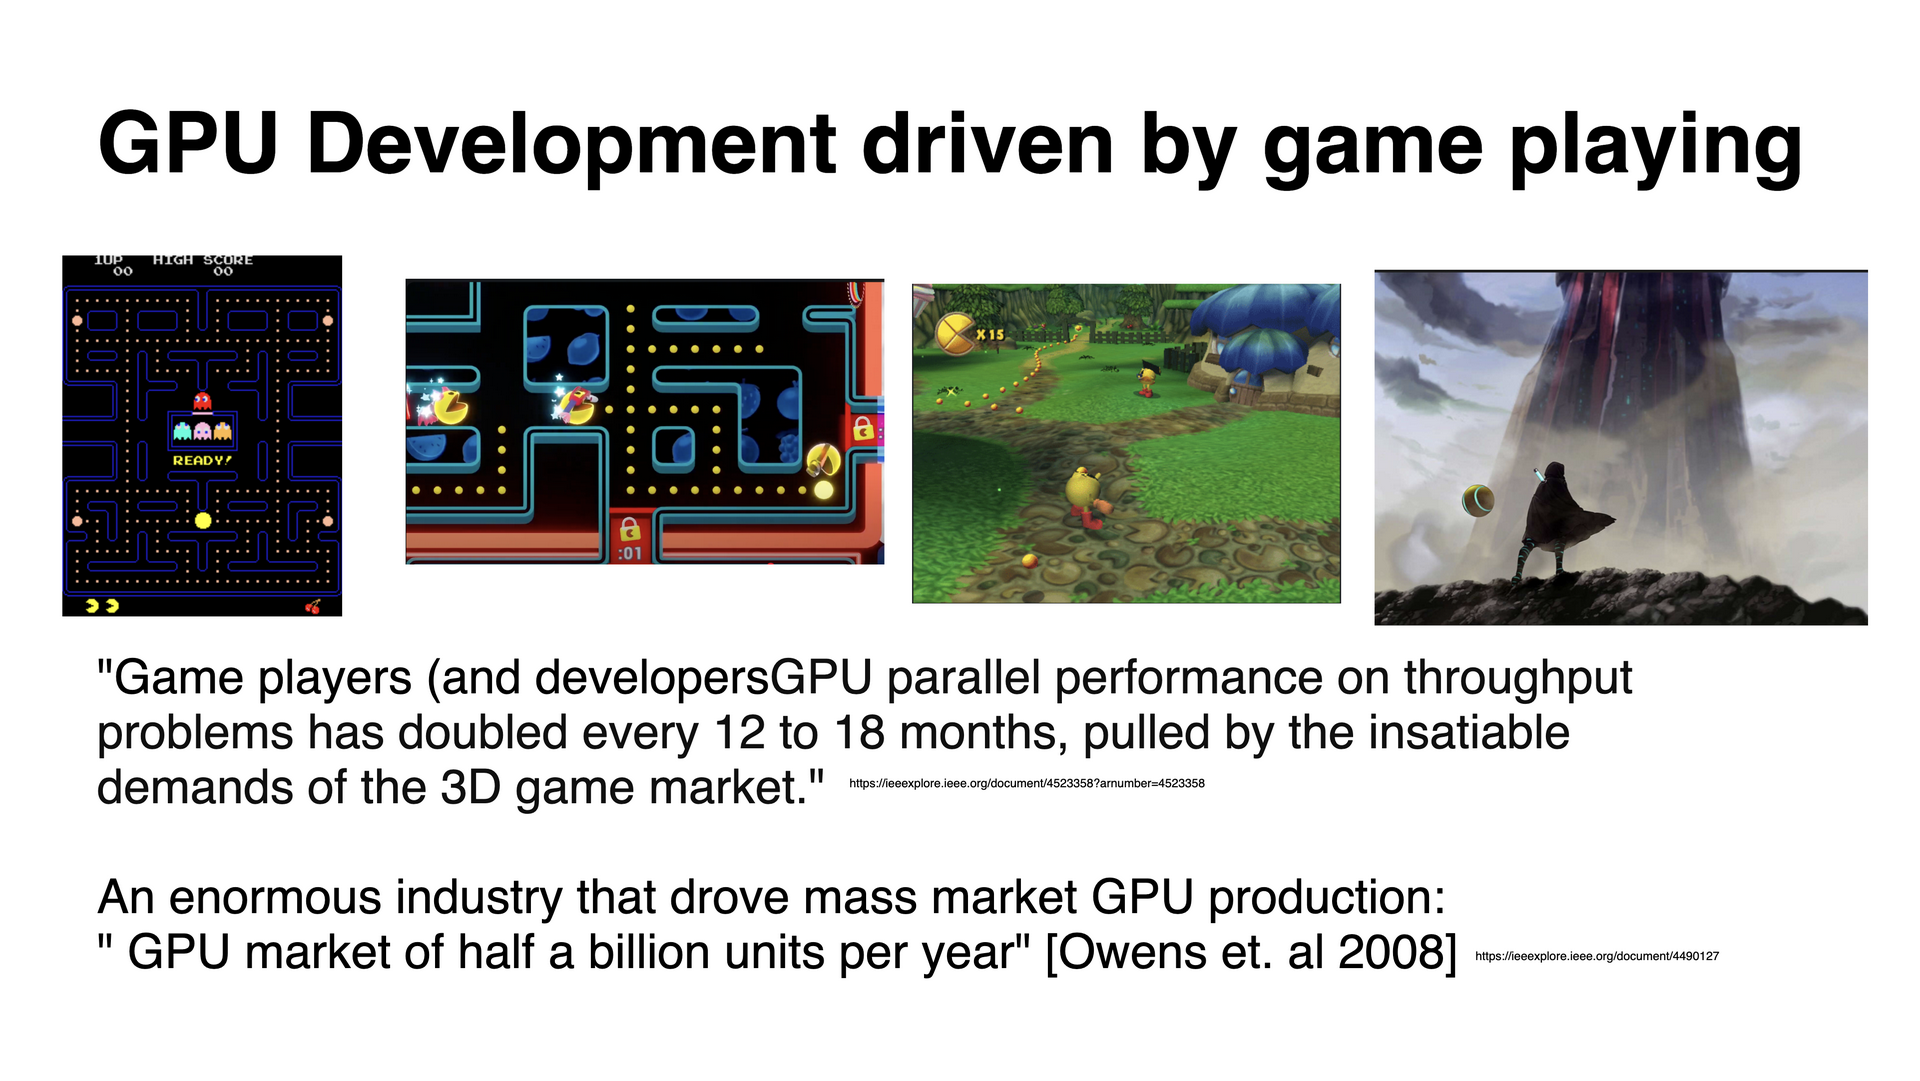 GPU Development driven by game playing
1UP HIGH SCORE
00 00
READY!
:01
X15
"Game players (and developersGPU parallel performance on throughput
problems has doubled every 12 to 18 months, pulled by the insatiable
demands of the 3D game market." https://ieeexplore.ieee.org/document/4523358?arnumber=4523358
An enormous industry that drove mass market GPU production:
" GPU market of half a billion units per year" [Owens et. al 2008] https://ieeexplore.ieee.org/document/4490127